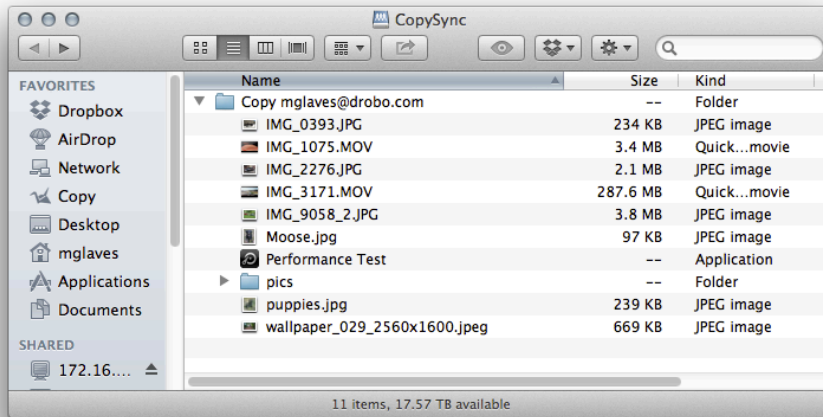 CopySync
Name Size Kind
FAVORITES
Dropbox
AirDrop
Network
Copy
Desktop
mglaves
Applications
Documents
SHARED
172.16....
Copy mglaves@drobo.com -- Folder
IMG_0393.JPG 234 KB JPEG image
IMG_1075.MOV 3.4 MB Quick...movie
IMG_2276.JPG 2.1 MB JPEG image
IMG_3171.MOV 287.6 MB Quick...movie
IMG_9058_2.JPG 3.8 MB JPEG image
Moose.jpg 97 KB JPEG image
Performance Test -- Application
pics -- Folder
puppies.jpg 239 KB JPEG image
wallpaper_029_2560x1600.jpeg 669 KB JPEG image
11 items, 17.57 TB available